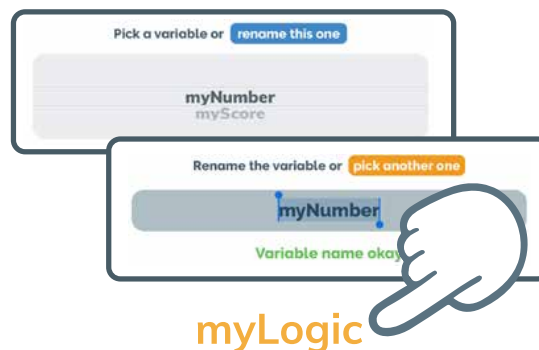 Pick a variable or rename this one
myNumber
myScore
Rename the variable or pick another one
myNumber
Variable name okay
myLogic